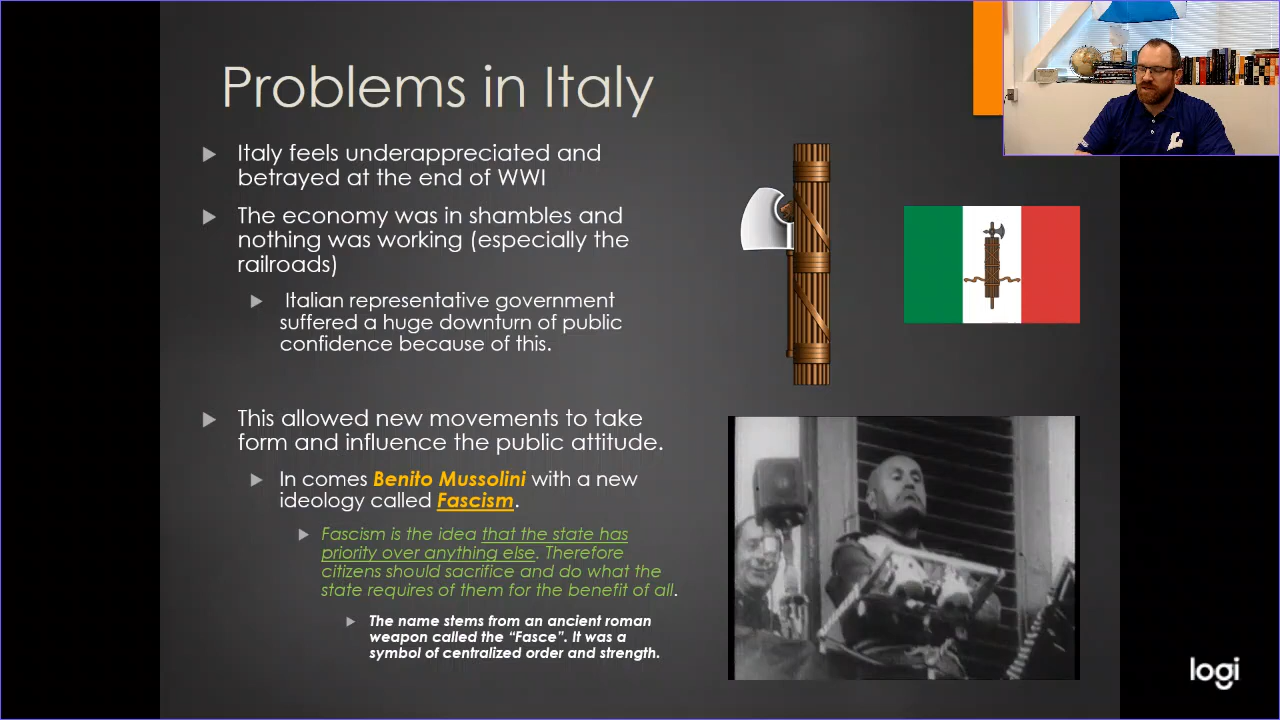 Problems in Italy
Italy feels underappreciated and
betrayed at the end of WWI
The economy was in shambles and
nothing was working (especially the
railroads)
Italian representative government
suffered a huge downturn of public
confidence because of this.
This allowed new movements to take
form and influence the public attitude.
In comes Benito Mussolini with a new
ideology called Fascism.
Fascism is the idea that the state has
priority over anything else. Therefore
citizens should sacrifice and do what the
state requires of them for the benefit of all.
The name stems from an ancient roman
weapon called the “Fasce”. It was a
symbol of centralized order and strength.
logi